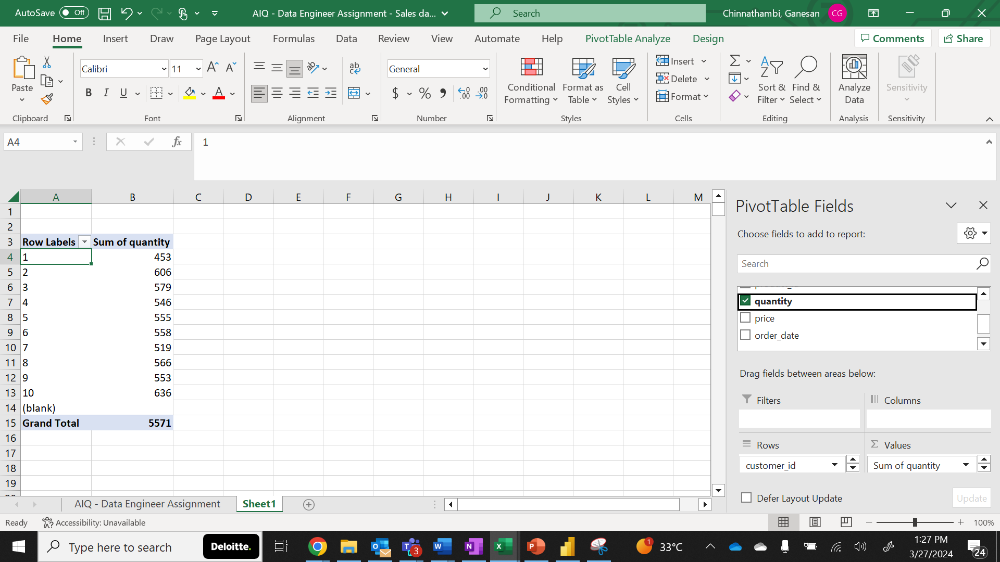 AutoSave Off AIQ - Data Engineer Assignment - Sales da... Search Chinnathambi, Ganesan CG
File Home Insert Draw Page Layout Formulas Data Review View Automate Help PivotTable Analyze Design Comments Share
Calibri 11 General
Paste
B I U A $ % 
Conditional Formatting
Format as Table
Cell Styles
Insert
Delete
Format
Sort & Filter
Find & Select
Analyze Data
Sensitivity
Clipboard Font Alignment Number Styles Cells Editing Analysis Sensitivity
A4 fx 1
A B C D E F G H I J K L M
1
2
3 Row Labels Sum of quantity
4 1 453
5 2 606
6 3 579
7 4 546
8 5 555
9 6 558
10 7 519
11 8 566
12 9 553
13 10 636
14 (blank)
15 Grand Total 5571
16
17
18
19
PivotTable Fields
Choose fields to add to report:
Search
quantity
price
order_date
Drag fields between areas below:
Filters Columns
Rows Values
customer_id Sum of quantity
Defer Layout Update Update
AIQ - Data Engineer Assignment Sheet1
Ready Accessibility: Unavailable 100%
Type here to search Deloitte. 3 1 33°C 1:27 PM
3/27/2024 24